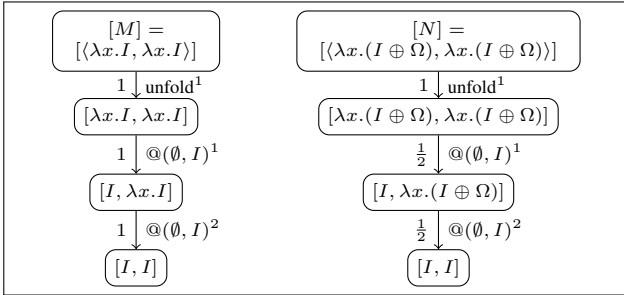 [M] =
[⟨λx.I, λx.I⟩]
1 unfold¹
[λx.I, λx.I]
1 @(∅, I)¹
[I, λx.I]
1 @(∅, I)²
[I, I]
[N] =
[⟨λx.(I ⊕ Ω), λx.(I ⊕ Ω)⟩]
1 unfold¹
[λx.(I ⊕ Ω), λx.(I ⊕ Ω)]
½ @(∅, I)¹
[I, λx.(I ⊕ Ω)]
½ @(∅, I)²
[I, I]